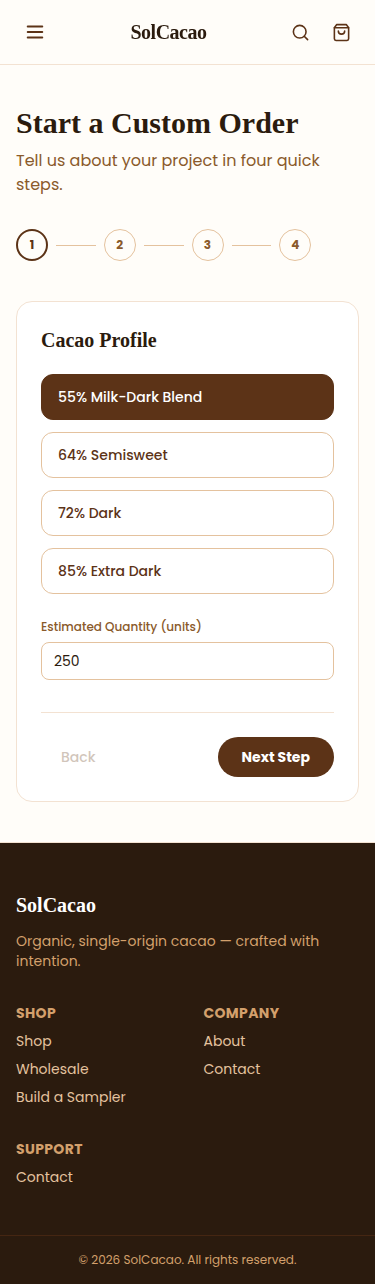 SolCacao
Start a Custom Order
Tell us about your project in four quick
steps.
1
2
3
4
Cacao Profile
55% Milk-Dark Blend
64% Semisweet
72% Dark
85% Extra Dark
Estimated Quantity (units)
250
Back
Next Step
SolCacao
Organic, single-origin cacao — crafted with
intention.
SHOP
Shop
Wholesale
Build a Sampler
COMPANY
About
Contact
SUPPORT
Contact
© 2026 SolCacao. All rights reserved.